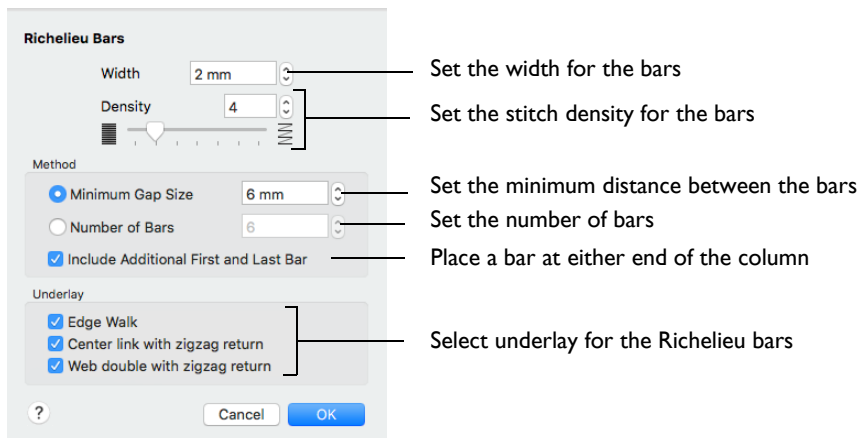 Richelieu Bars
Width 2 mm Set the width for the bars
Density 4 Set the stitch density for the bars
Method
Minimum Gap Size 6 mm Set the minimum distance between the bars
Number of Bars 6 Set the number of bars
Include Additional First and Last Bar Place a bar at either end of the column
Underlay
Edge Walk
Center link with zigzag return Select underlay for the Richelieu bars
Web double with zigzag return
? Cancel OK